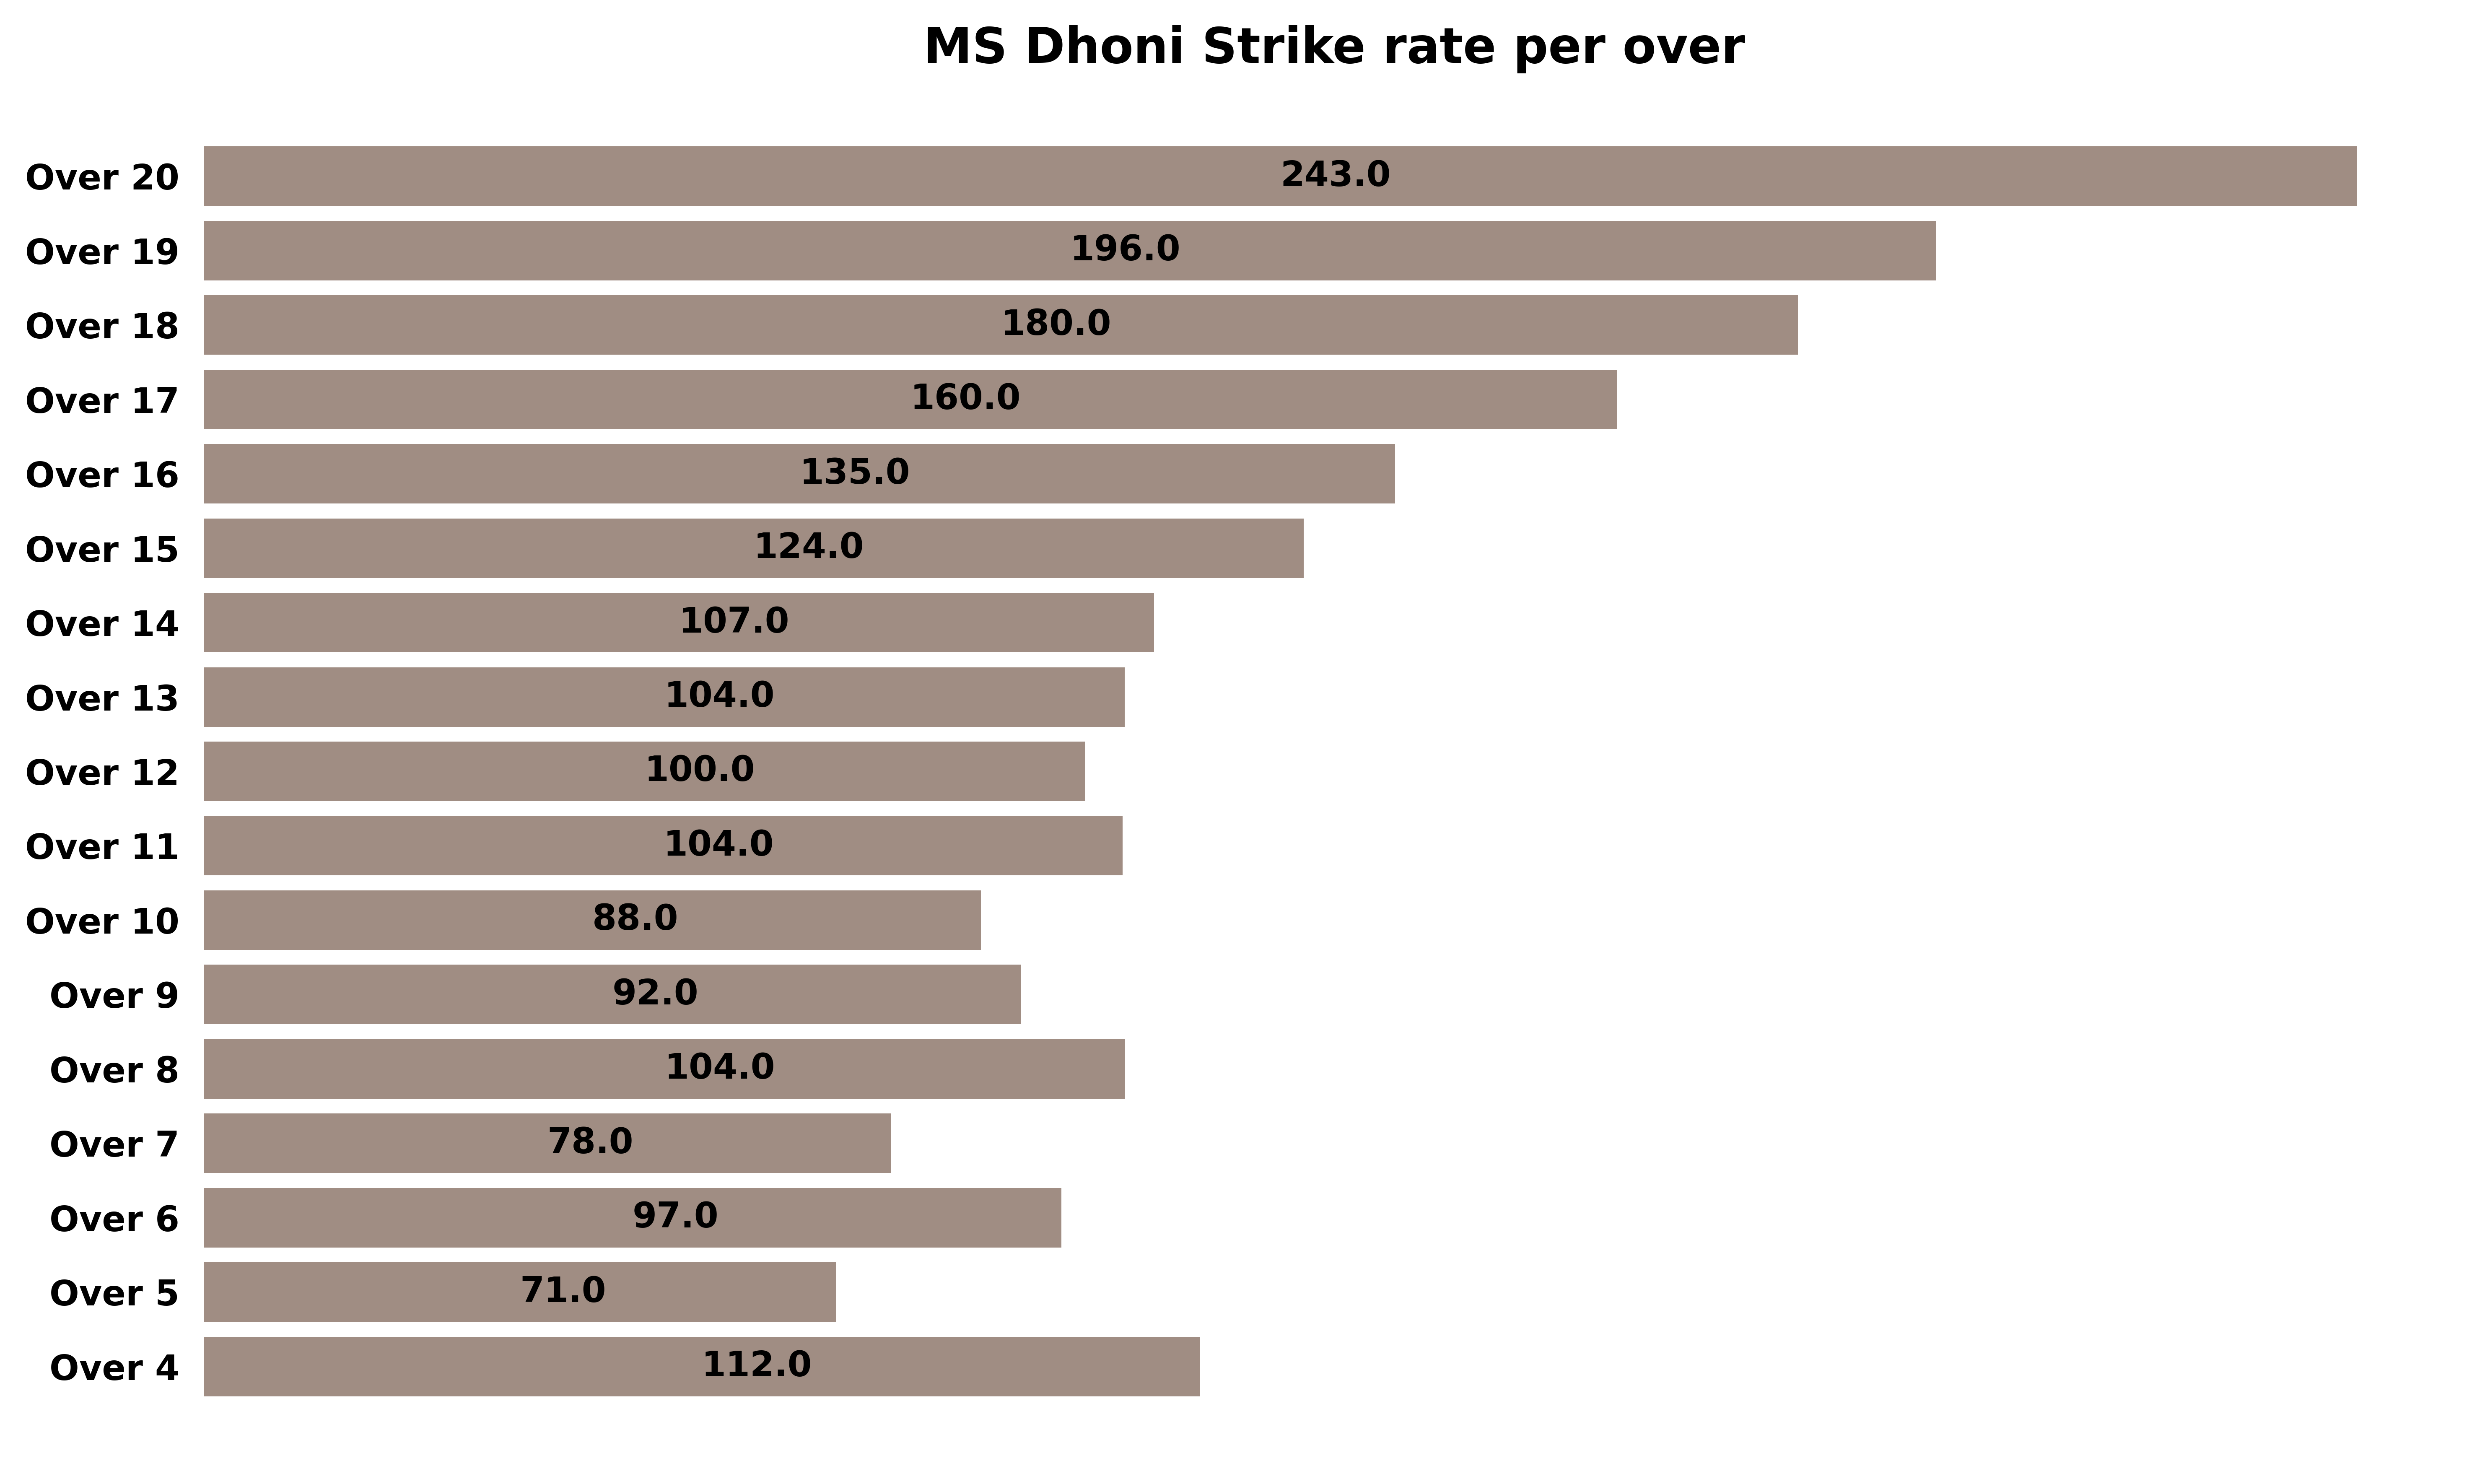 MS Dhoni Strike rate per over
Over 20 243.0
Over 19 196.0
Over 18 180.0
Over 17 160.0
Over 16 135.0
Over 15 124.0
Over 14 107.0
Over 13 104.0
Over 12 100.0
Over 11 104.0
Over 10 88.0
Over 9 92.0
Over 8 104.0
Over 7 78.0
Over 6 97.0
Over 5 71.0
Over 4 112.0